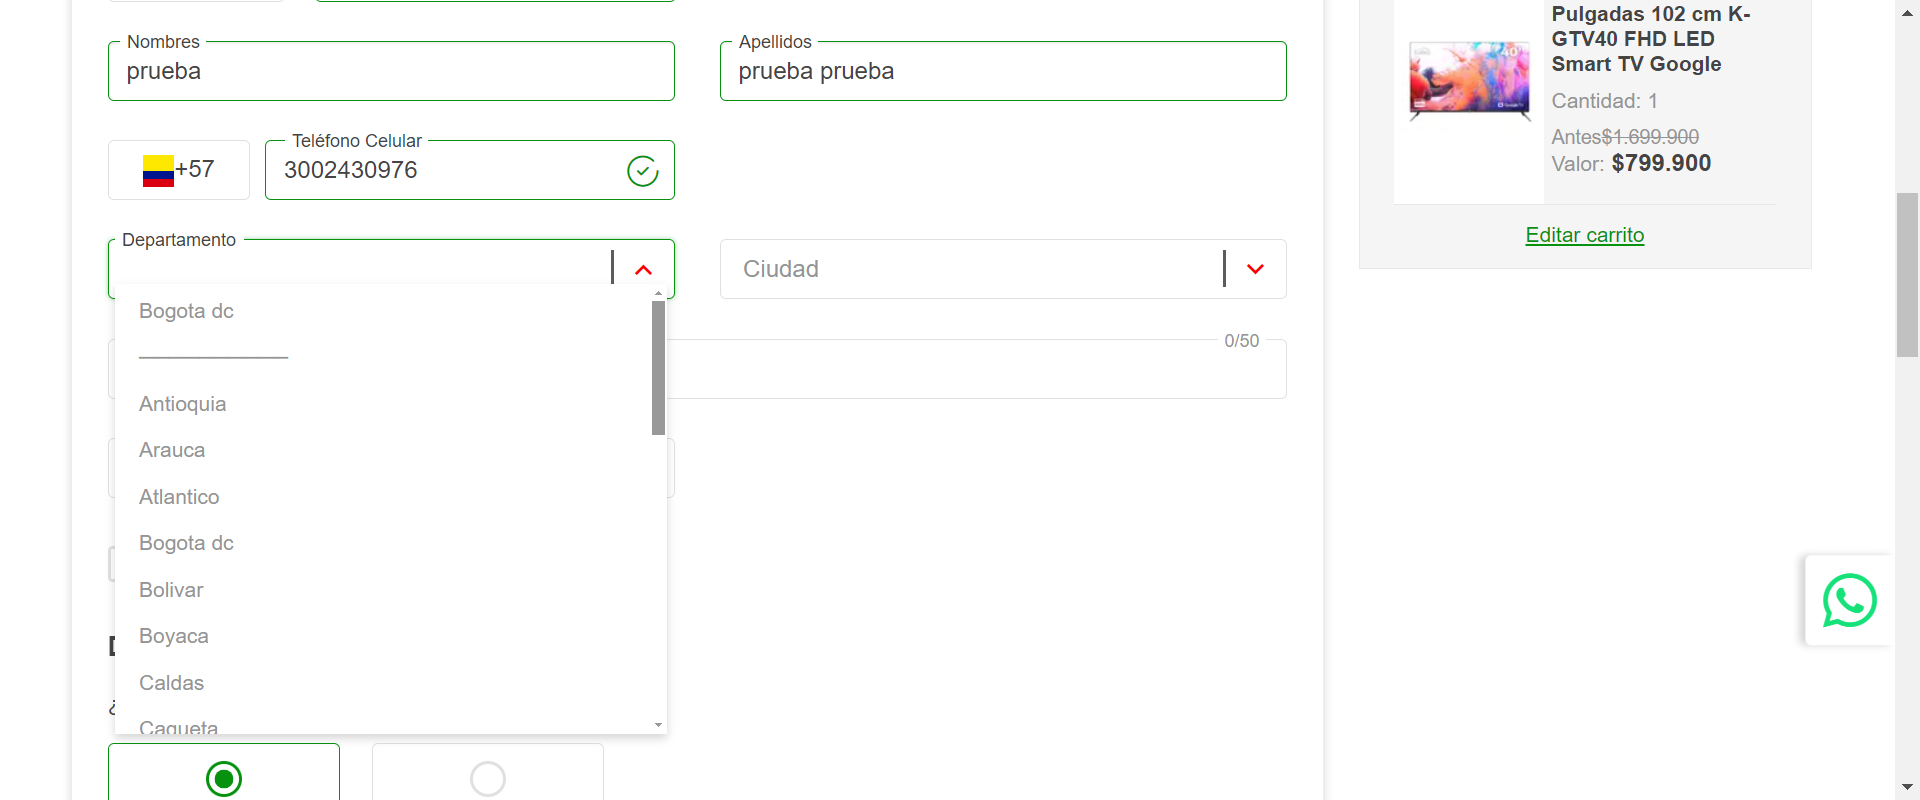 Nombres
prueba
Apellidos
prueba prueba
+57
Teléfono Celular
3002430976
Departamento
Ciudad
0/50
Bogota dc
Antioquia
Arauca
Atlantico
Bogota dc
Bolivar
Boyaca
Caldas
Caqueta
¿
Pulgadas 102 cm K-
GTV40 FHD LED
Smart TV Google
Cantidad: 1
Antes$1.699.900
Valor: $799.900
Editar carrito